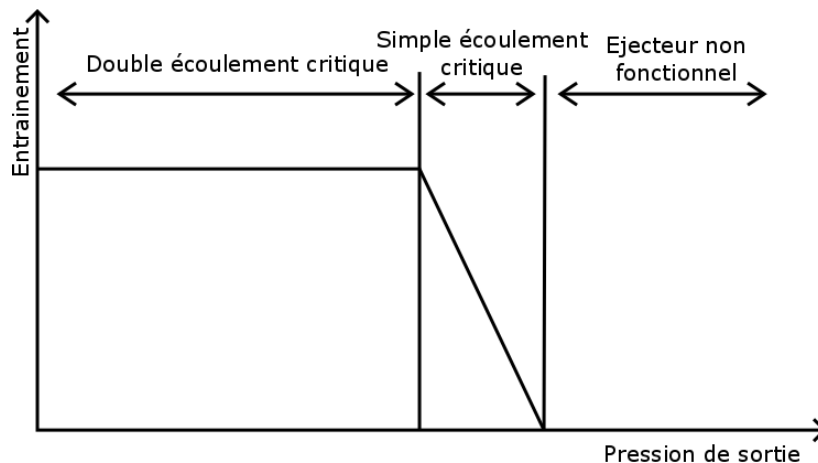 Double écoulement critique
Simple écoulement
critique
Ejecteur non
fonctionnel
Entrainement
Pression de sortie